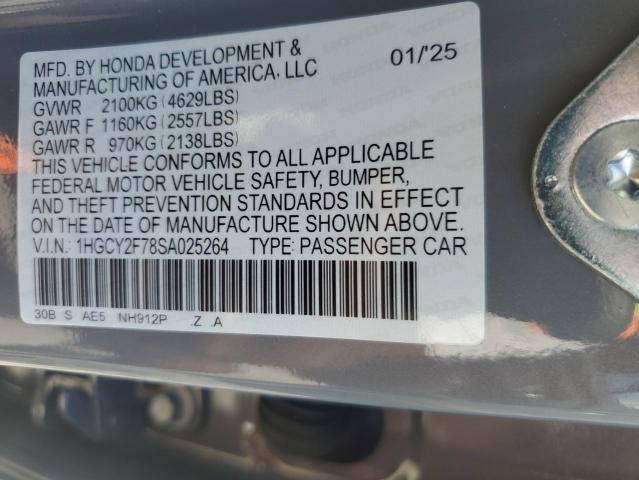 MFD. BY HONDA DEVELOPMENT & 
MANUFACTURING OF AMERICA, LLC 01/'25
GVWR 2100KG (4629LBS)
GAWR F 1160KG (2557LBS)
GAWR R 970KG (2138LBS)
THIS VEHICLE CONFORMS TO ALL APPLICABLE
FEDERAL MOTOR VEHICLE SAFETY, BUMPER,
AND THEFT PREVENTION STANDARDS IN EFFECT
ON THE DATE OF MANUFACTURE SHOWN ABOVE.
V.I.N.: 1HGCY2F78SA025264 TYPE: PASSENGER CAR
30B S AE5 NH912P .Z .A